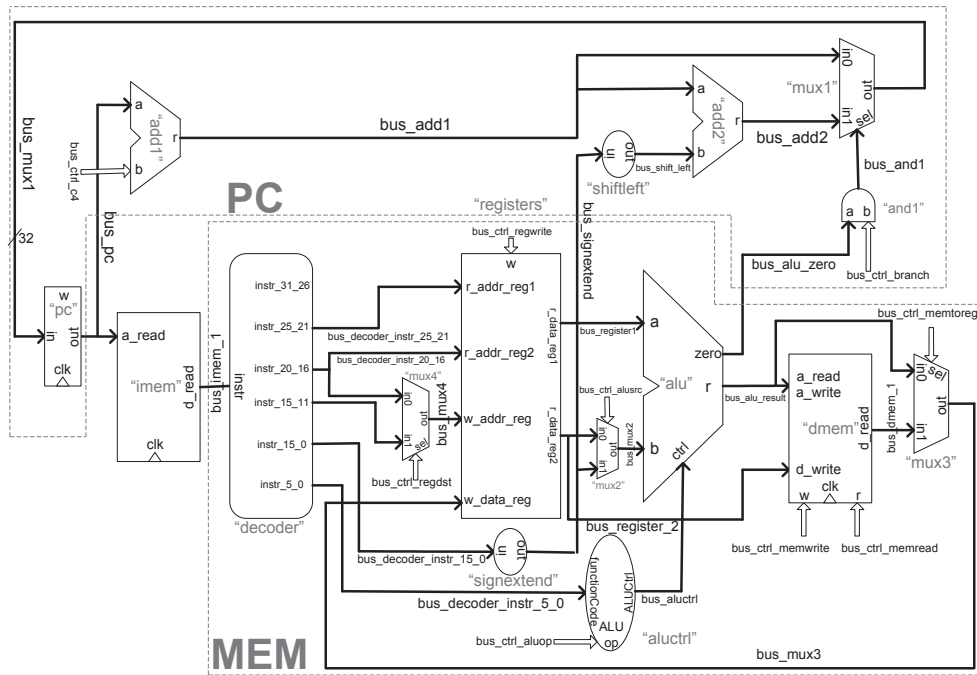 in0
"mux1"
out
in1
sel
a
"add1"
r
b
bus_add1
a
"add2"
r
b
bus_add2
bus_mux1
bus_ctrl_c4
in
out
bus_shift_left
"shiftleft"
bus_and1
PC
"registers"
a b
"and1"
bus_pc
32
bus_ctrl_regwrite
bus_signextend
bus_alu_zero
bus_ctrl_branch
w
"pc"
in
out
clk
a_read
"imem"
d_read
clk
bus_imem_1
instr
instr_31_26
instr_25_21
instr_20_16
instr_15_11
instr_15_0
instr_5_0
"decoder"
bus_decoder_instr_25_21
bus_decoder_instr_20_16
"mux4"
in0
out
in1
sel
bus_mux4
bus_ctrl_regdst
w
r_addr_reg1
r_addr_reg2
w_addr_reg
w_data_reg
r_data_reg1
r_data_reg2
bus_register1
bus_ctrl_alusrc
in0
out
in1
"mux2"
bus_mux2
a
zero
"alu"
r
b
ctrl
bus_alu_result
bus_ctrl_memtoreg
a_read
a_write
"dmem"
d_read
d_write
clk
w
r
bus_dmem_1
in0
sel
out
in1
"mux3"
bus_register_2
bus_ctrl_memwrite
bus_ctrl_memread
bus_decoder_instr_15_0
in
out
"signextend"
bus_decoder_instr_5_0
functionCode
ALUCtrl
ALU
op
bus_aluctrl
"aluctrl"
bus_ctrl_aluop
MEM
bus_mux3